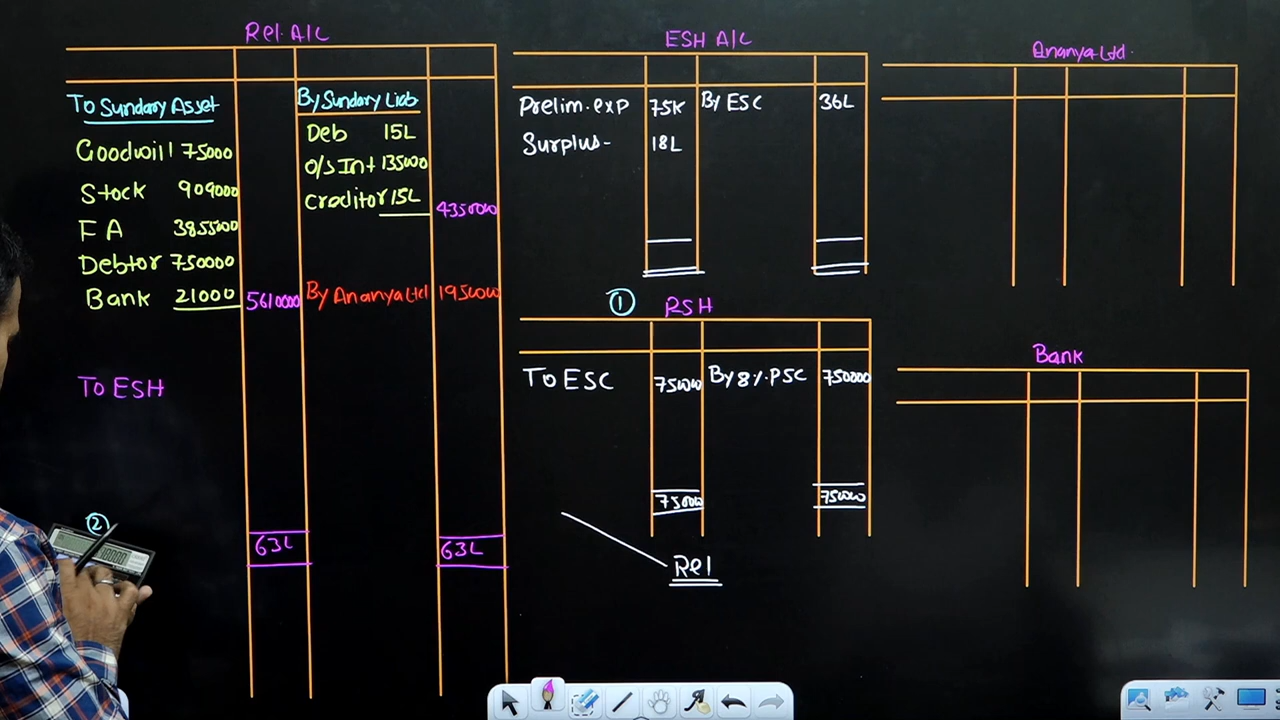 Rel. A/C
To Sundary Asset
Goodwill 75000
Stock 909000
FA 3855000
Debtor 750000
Bank 21000
5610000
To ESH
63L
By Sundary Liab
Deb 15L
O/S Int 135000
Creditor 15L
4350000
By Ananya Ltd 1950000
63L
②
ESH A/C
Prelim. exp 75K
Surplus- 18L
By ESC 36L
① PSH
To ESC 750000
By 8%. PSC 750000
750000
750000
Rel
Ananya Ltd.
Bank